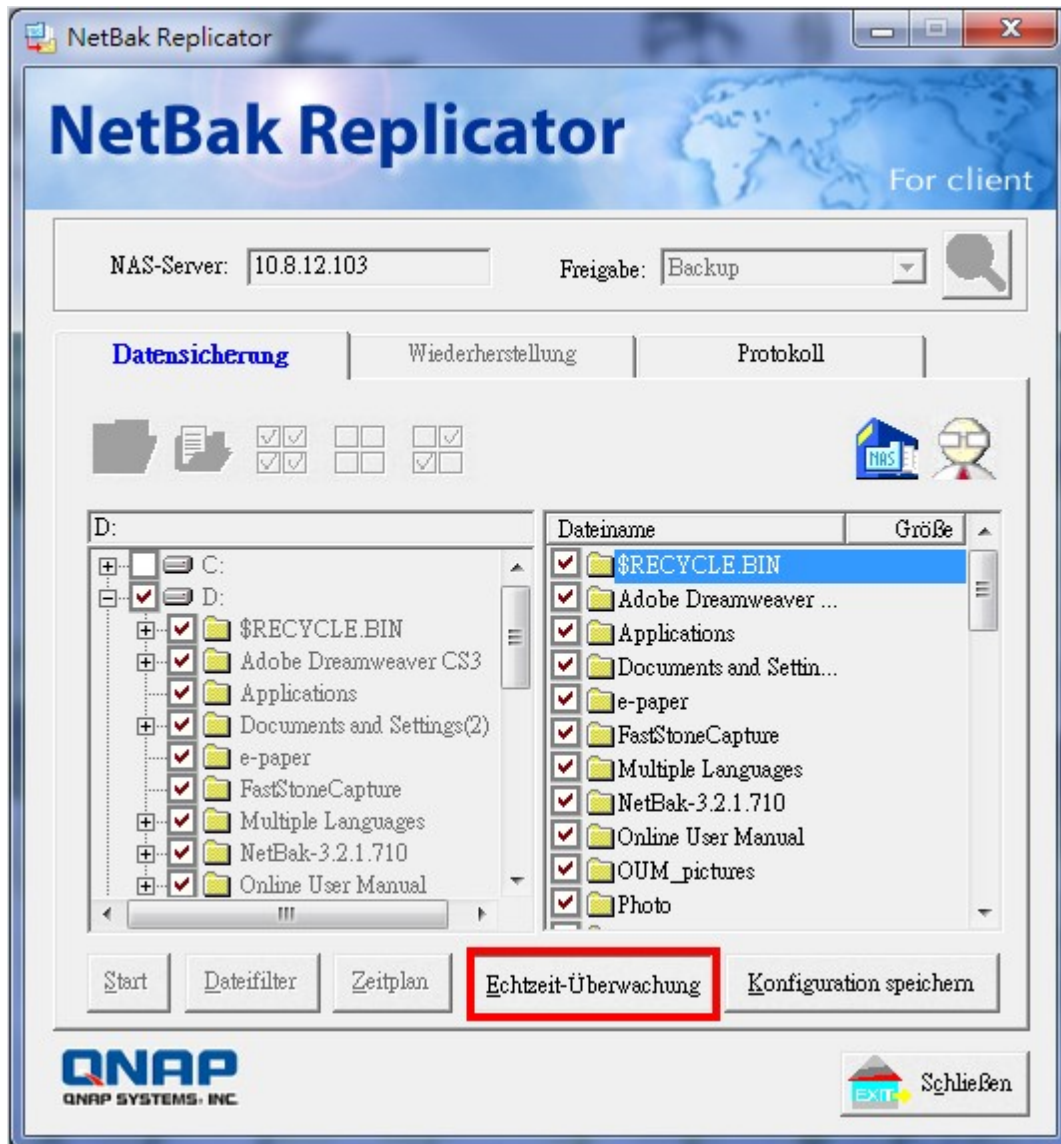 NetBak Replicator
NetBak Replicator
For client
NAS-Server: 10.8.12.103 Freigabe: Backup
Datensicherung Wiederherstellung Protokoll
NAS
D: Dateiname Größe
C: $RECYCLE.BIN
D: Adobe Dreamweaver ...
$RECYCLE.BIN Applications
Adobe Dreamweaver CS3 Documents and Settin...
Applications e-paper
Documents and Settings(2) FastStoneCapture
e-paper Multiple Languages
FastStoneCapture NetBak-3.2.1.710
Multiple Languages Online User Manual
NetBak-3.2.1.710 OUM_pictures
Online User Manual Photo
Start Dateifilter Zeitplan Echtzeit-Überwachung Konfiguration speichern
QNAP
QNAP SYSTEMS, INC.
EXIT Schließen